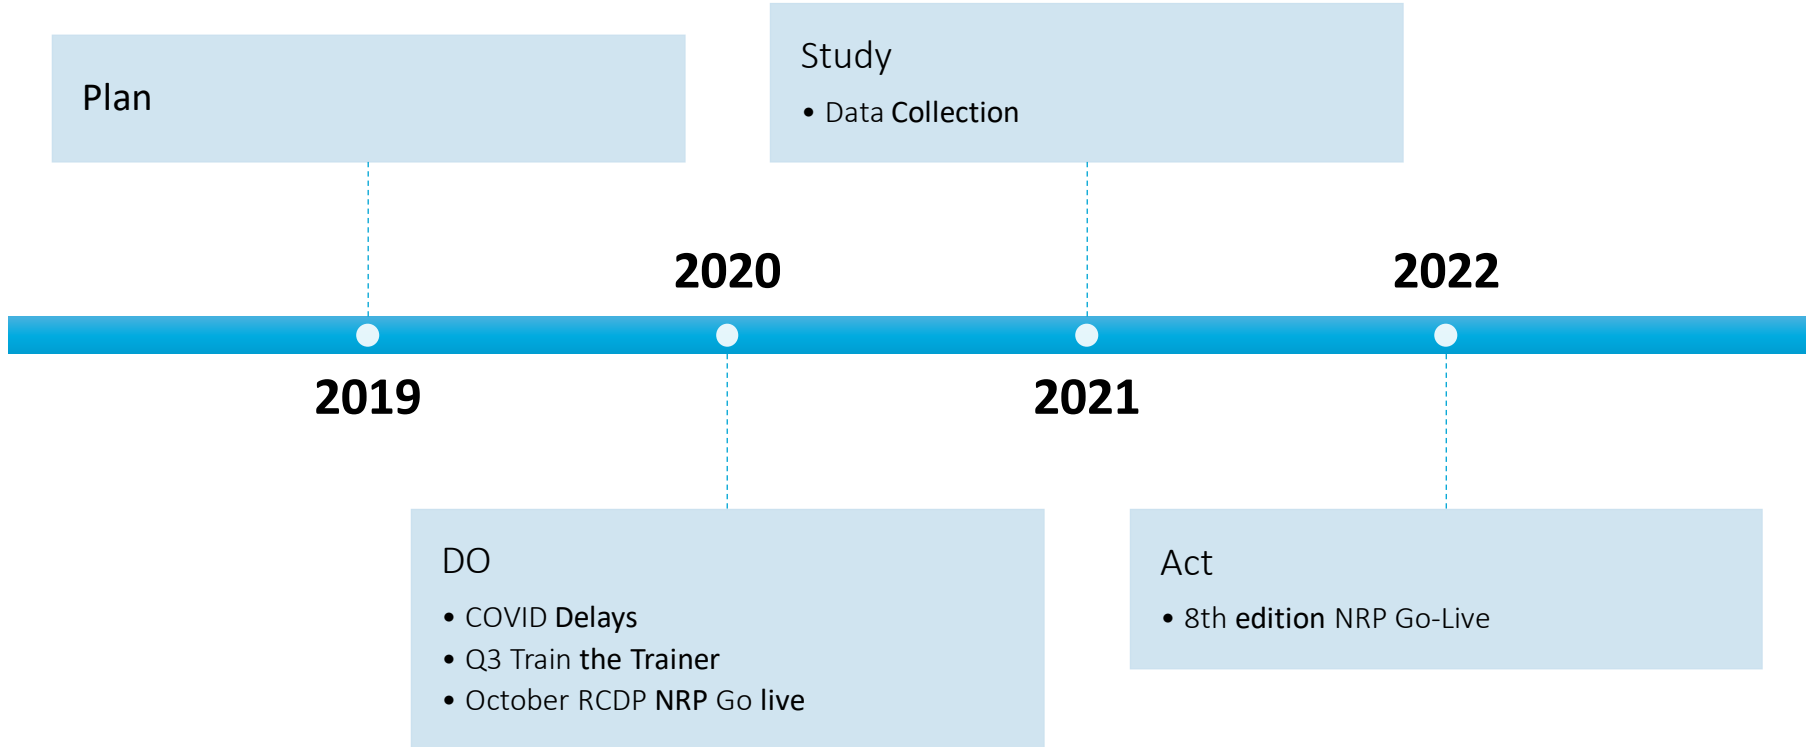 Plan
Study
• Data Collection
2020
2022
2019
2021
DO
• COVID Delays
• Q3 Train the Trainer
• October RCDP NRP Go live
Act
• 8th edition NRP Go-Live